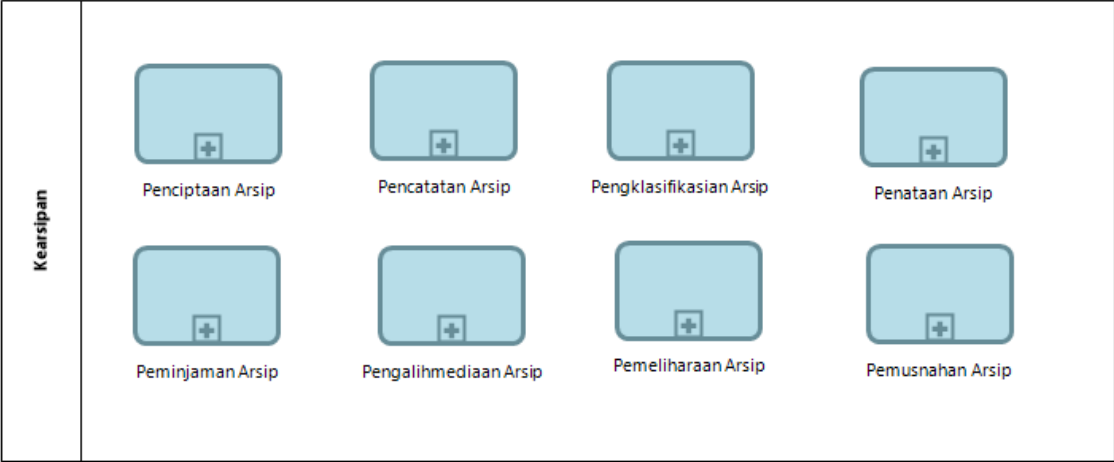 Kearsipan
Penciptaan Arsip
Pencatatan Arsip
Pengklasifikasian Arsip
Penataan Arsip
Peminjaman Arsip
Pengalihmediaan Arsip
Pemeliharaan Arsip
Pemusnahan Arsip